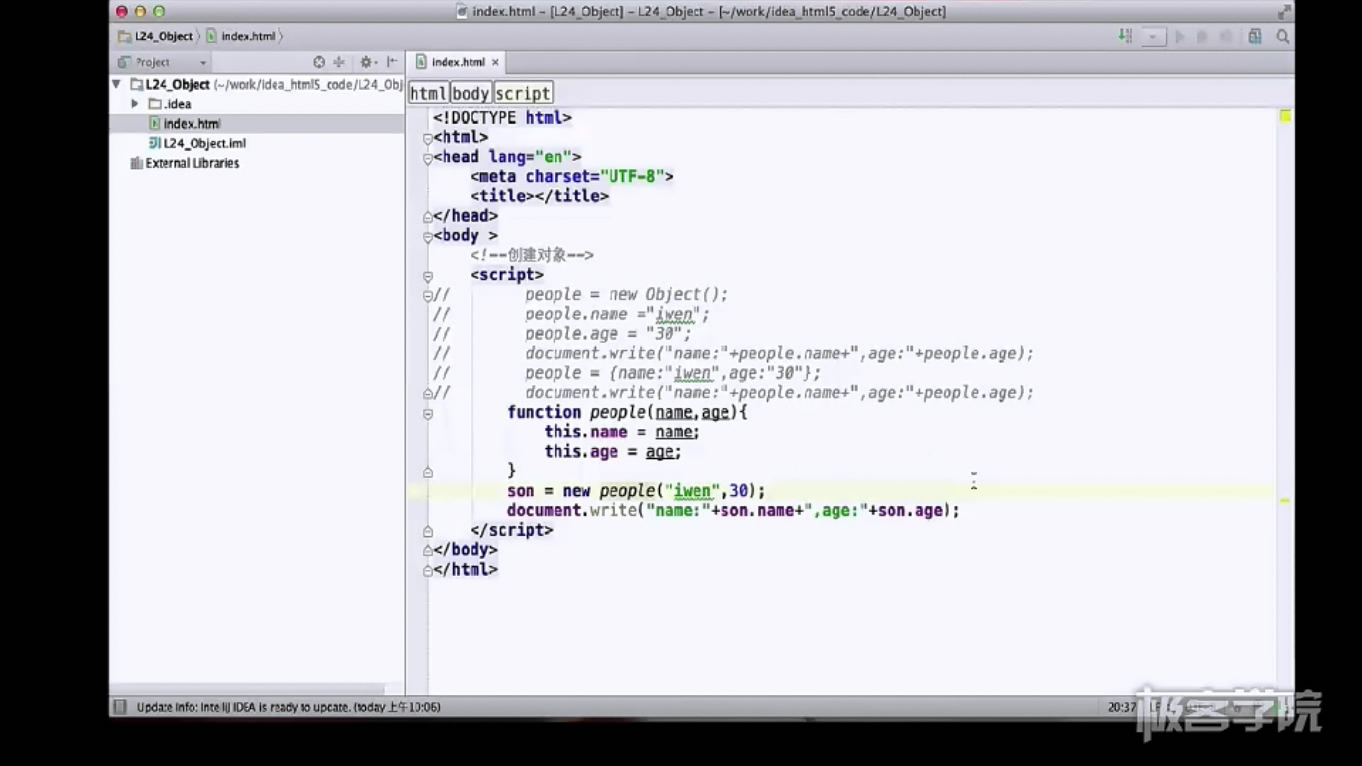 index.html - [L24_Object] - L24_Object - [~/work/idea_html5_code/L24_Object]
L24_Object index.html
Project
index.html
L24_Object (~/work/idea_html5_code/L24_Obj
.idea
index.html
L24_Object.iml
External Libraries
html body script
<!DOCTYPE html>
<html>
<head lang="en">
<meta charset="UTF-8">
<title></title>
</head>
<body >
<!--创建对象-->
<script>
// people = new Object();
// people.name ="iwen";
// people.age = "30";
// document.write("name:"+people.name+",age:"+people.age);
// people = {name:"iwen",age:"30"};
// document.write("name:"+people.name+",age:"+people.age);
function people(name,age){
this.name = name;
this.age = age;
}
son = new people("iwen",30);
document.write("name:"+son.name+",age:"+son.age);
</script>
</body>
</html>
Update Info: IntelliJ IDEA is ready to update. (today 上午10:06)
20:37
极客学院